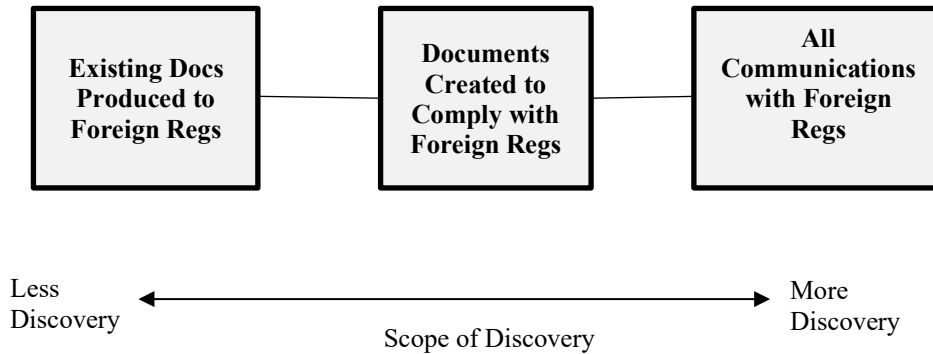 Existing Docs
Produced to
Foreign Regs
Documents
Created to
Comply with
Foreign Regs
All
Communications
with Foreign
Regs
Less
Discovery
Scope of Discovery
More
Discovery